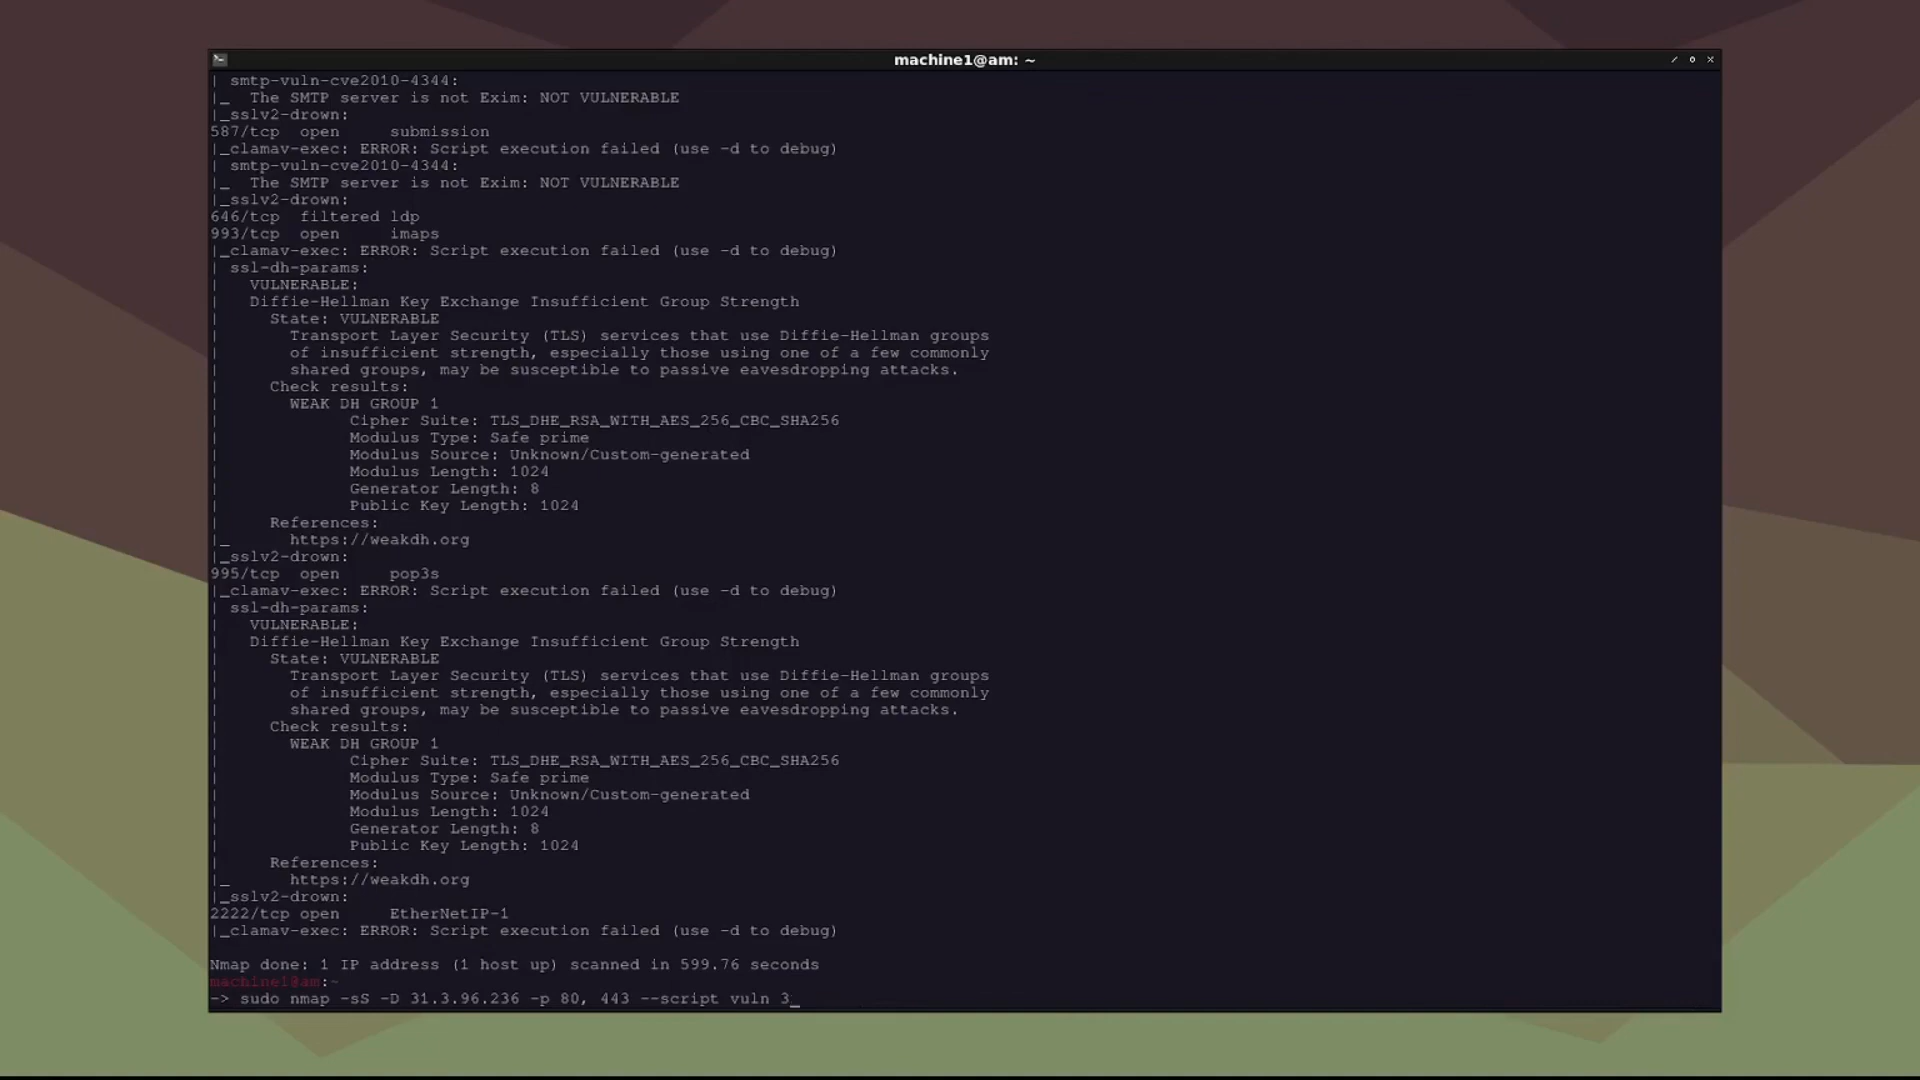 machine1@am: ~
| smtp-vuln-cve2010-4344:
|_  The SMTP server is not Exim: NOT VULNERABLE
|_sslv2-drown:
587/tcp  open     submission
|_clamav-exec: ERROR: Script execution failed (use -d to debug)
| smtp-vuln-cve2010-4344:
|_  The SMTP server is not Exim: NOT VULNERABLE
|_sslv2-drown:
646/tcp  filtered ldp
993/tcp  open     imaps
|_clamav-exec: ERROR: Script execution failed (use -d to debug)
| ssl-dh-params:
|   VULNERABLE:
|   Diffie-Hellman Key Exchange Insufficient Group Strength
|     State: VULNERABLE
|       Transport Layer Security (TLS) services that use Diffie-Hellman groups
|       of insufficient strength, especially those using one of a few commonly
|       shared groups, may be susceptible to passive eavesdropping attacks.
|     Check results:
|       WEAK DH GROUP 1
|             Cipher Suite: TLS_DHE_RSA_WITH_AES_256_CBC_SHA256
|             Modulus Type: Safe prime
|             Modulus Source: Unknown/Custom-generated
|             Modulus Length: 1024
|             Generator Length: 8
|             Public Key Length: 1024
|     References:
|_      https://weakdh.org
|_sslv2-drown:
995/tcp  open     pop3s
|_clamav-exec: ERROR: Script execution failed (use -d to debug)
| ssl-dh-params:
|   VULNERABLE:
|   Diffie-Hellman Key Exchange Insufficient Group Strength
|     State: VULNERABLE
|       Transport Layer Security (TLS) services that use Diffie-Hellman groups
|       of insufficient strength, especially those using one of a few commonly
|       shared groups, may be susceptible to passive eavesdropping attacks.
|     Check results:
|       WEAK DH GROUP 1
|             Cipher Suite: TLS_DHE_RSA_WITH_AES_256_CBC_SHA256
|             Modulus Type: Safe prime
|             Modulus Source: Unknown/Custom-generated
|             Modulus Length: 1024
|             Generator Length: 8
|             Public Key Length: 1024
|     References:
|_      https://weakdh.org
|_sslv2-drown:
2222/tcp open     EtherNetIP-1
|_clamav-exec: ERROR: Script execution failed (use -d to debug)
Nmap done: 1 IP address (1 host up) scanned in 599.76 seconds
machine1@am:~
-> sudo nmap -sS -D 31.3.96.236 -p 80, 443 --script vuln 3_